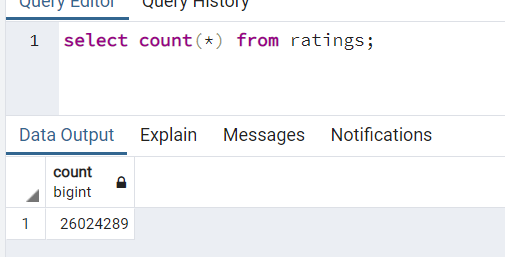 Query Editor Query History
1 select count(*) from ratings;
Data Output Explain Messages Notifications
count
bigint
1 26024289